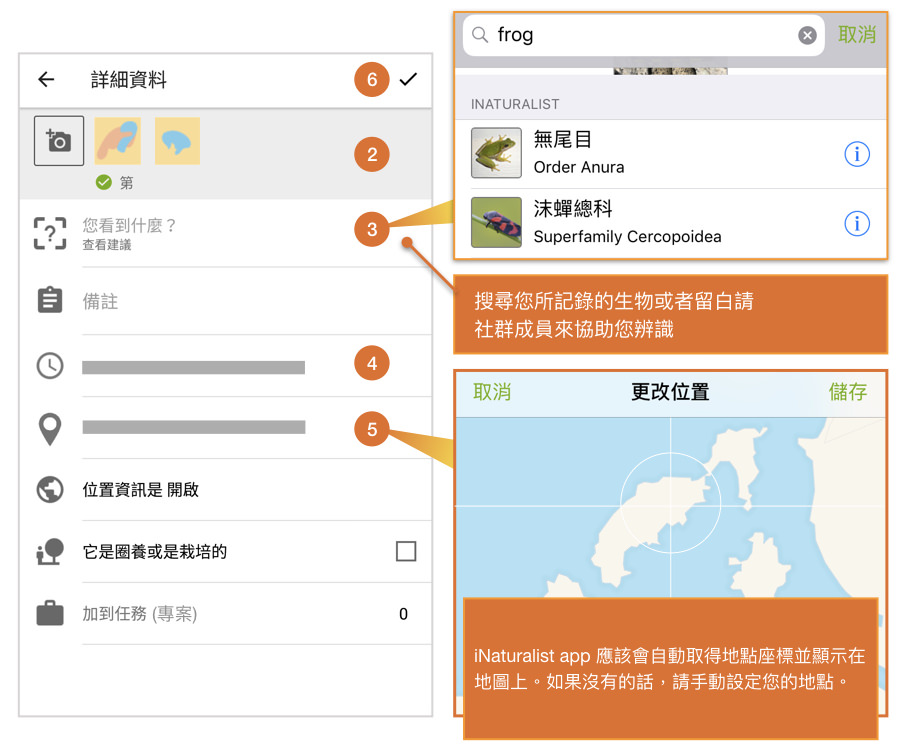 詳細資料
6
2
第
您看到什麼？
查看建議
3
備註
4
5
位置資訊是 開啟
它是圈養或是栽培的
加到任務 (專案)
0
frog
取消
INATURALIST
無尾目
Order Anura
沫蟬總科
Superfamily Cercopoidea
搜尋您所記錄的生物或者留白請
社群成員來協助您辨識
取消
更改位置
儲存
iNaturalist app 應該會自動取得地點座標並顯示在
地圖上。如果沒有的話，請手動設定您的地點。